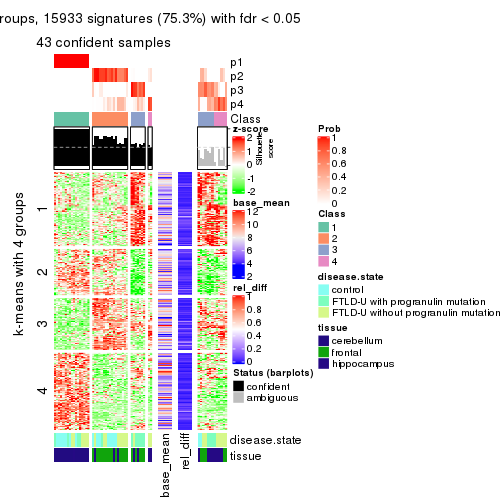 roups, 15933 signatures (75.3%) with fdr < 0.05
43 confident samples
p1
p2
p3
p4
Class
z-score
2
1
0
-1
-2
Silhouette
score
base_mean
12
10
8
6
4
2
rel_diff
1
0.8
0.6
0.4
0.2
0
Status (barplots)
confident
ambiguous
Prob
1
0.8
0.6
0.4
0.2
0
Class
1
2
3
4
disease.state
control
FTLD-U with progranulin mutation
FTLD-U without progranulin mutation
tissue
cerebellum
frontal
hippocampus
k-means with 4 groups
1
2
3
4
disease.state
tissue
base_mean
rel_diff